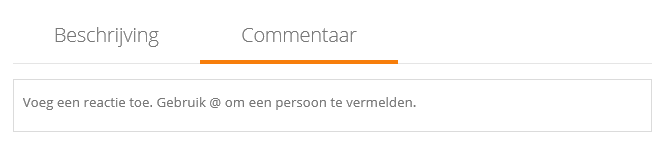 Beschrijving Commentaar
Voeg een reactie toe. Gebruik @ om een persoon te vermelden.